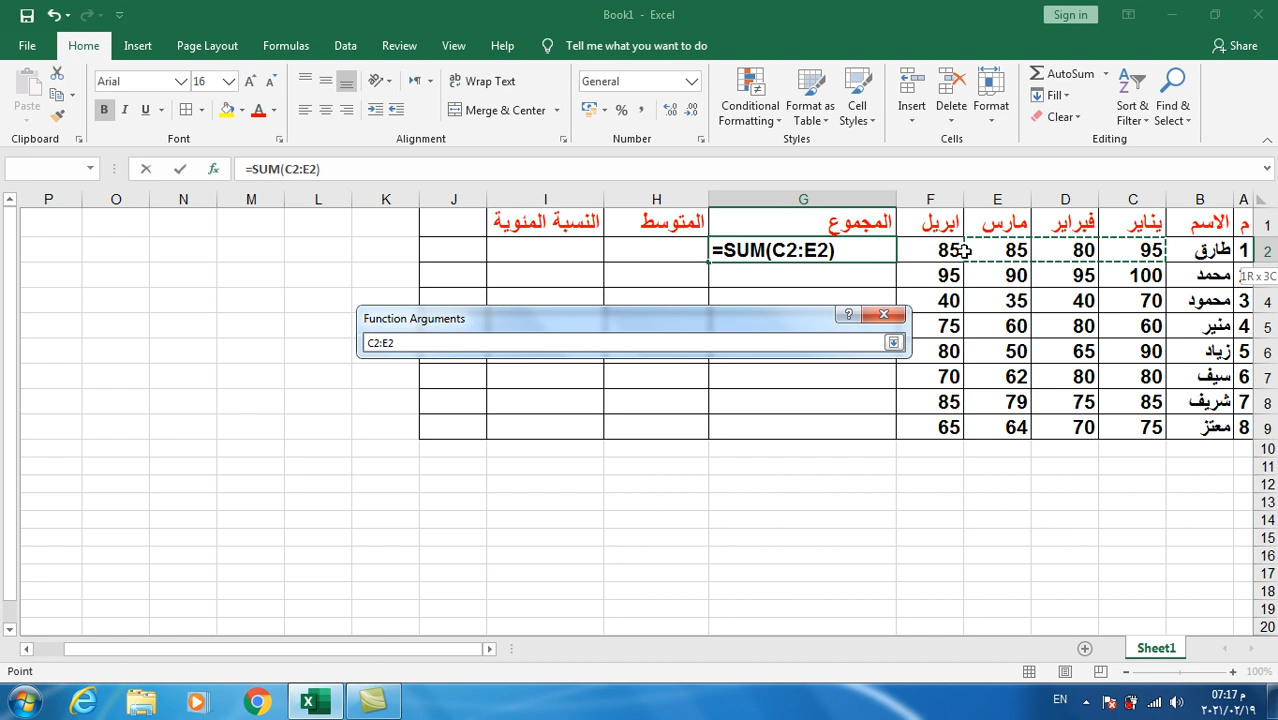 Book1 - Excel
Sign in
File Home Insert Page Layout Formulas Data Review View Help Tell me what you want to do Share
Paste
Clipboard
Arial 16
B I U
A A
Font
Wrap Text
Merge & Center
Alignment
General
% ,
Number
Conditional Formatting
Format as Table
Cell Styles
Styles
Insert Delete Format
Cells
AutoSum
Fill
Clear
Sort & Filter
Find & Select
Editing
fx =SUM(C2:E2)
P O N M L K J I H G F E D C B A
م الاسم يناير فبراير مارس ابريل المجموع المتوسط النسبة المئوية 1
1 طارق 95 80 85 85 =SUM(C2:E2) 2
محمد 100 95 90 95 1R x 3C
3 محمود 70 40 35 40 4
4 منير 60 80 60 75 5
5 زياد 90 65 50 80 6
6 سيف 80 80 62 70 7
7 شريف 85 75 79 85 8
8 معتز 75 70 64 65 9
10
11
12
13
14
15
16
17
18
19
20
Function Arguments
C2:E2
Sheet1
Point
100%
EN
07:17 م
٢٠٢١/٠٢/١٩